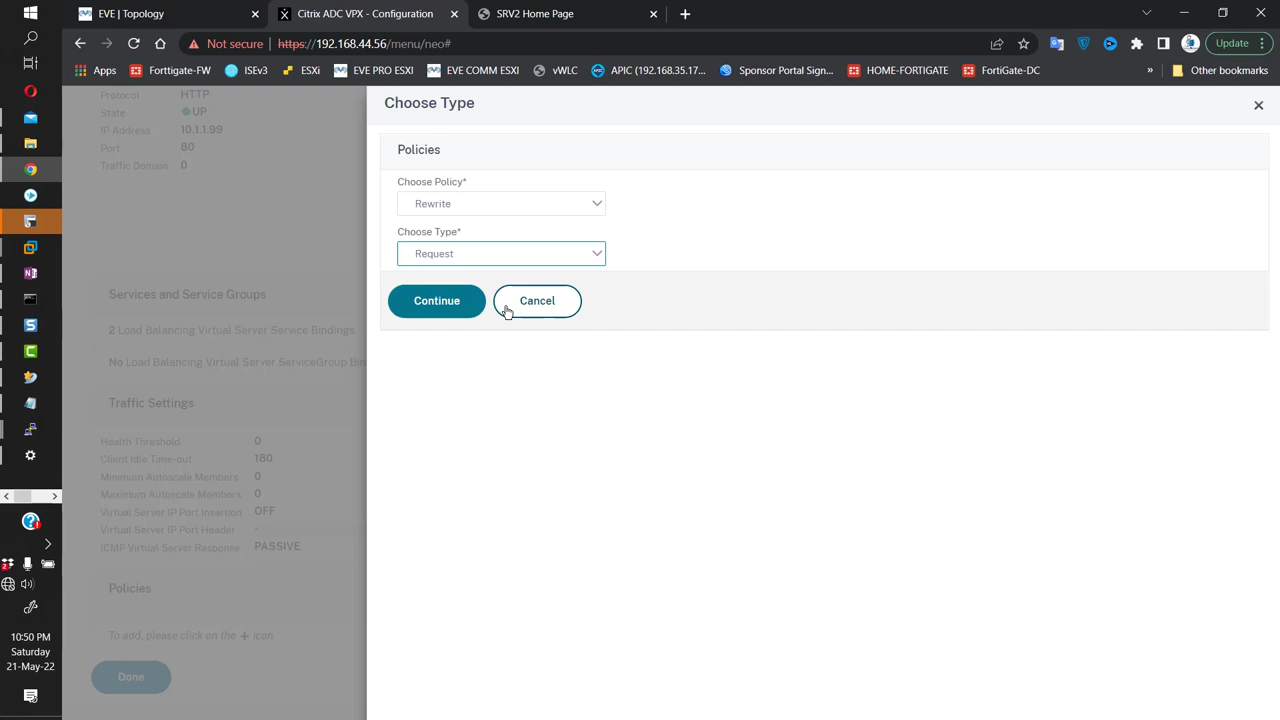 EVE | Topology
Citrix ADC VPX - Configuration
SRV2 Home Page
Not secure
https://192.168.44.56/menu/neo#
Update
Apps
Fortigate-FW
ISEv3
ESXi
EVE PRO ESXI
EVE COMM ESXI
vWLC
APIC (192.168.35.17...
Sponsor Portal Sign...
HOME-FORTIGATE
FortiGate-DC
»
Other bookmarks
Protocol HTTP
State UP
IP Address 10.1.1.99
Port 80
Traffic Domain 0
Services and Service Groups
2 Load Balancing Virtual Server Service Bindings
No Load Balancing Virtual Server ServiceGroup Bin
Traffic Settings
Health Threshold 0
Client Idle Time-out 180
Minimum Autoscale Members 0
Maximum Autoscale Members 0
Virtual Server IP Port Insertion OFF
Virtual Server IP Port Header -
ICMP Virtual Server Response PASSIVE
Policies
To add, please click on the + icon
Done
Choose Type
Policies
Choose Policy*
Rewrite
Choose Type*
Request
Continue
Cancel
10:50 PM
Saturday
21-May-22